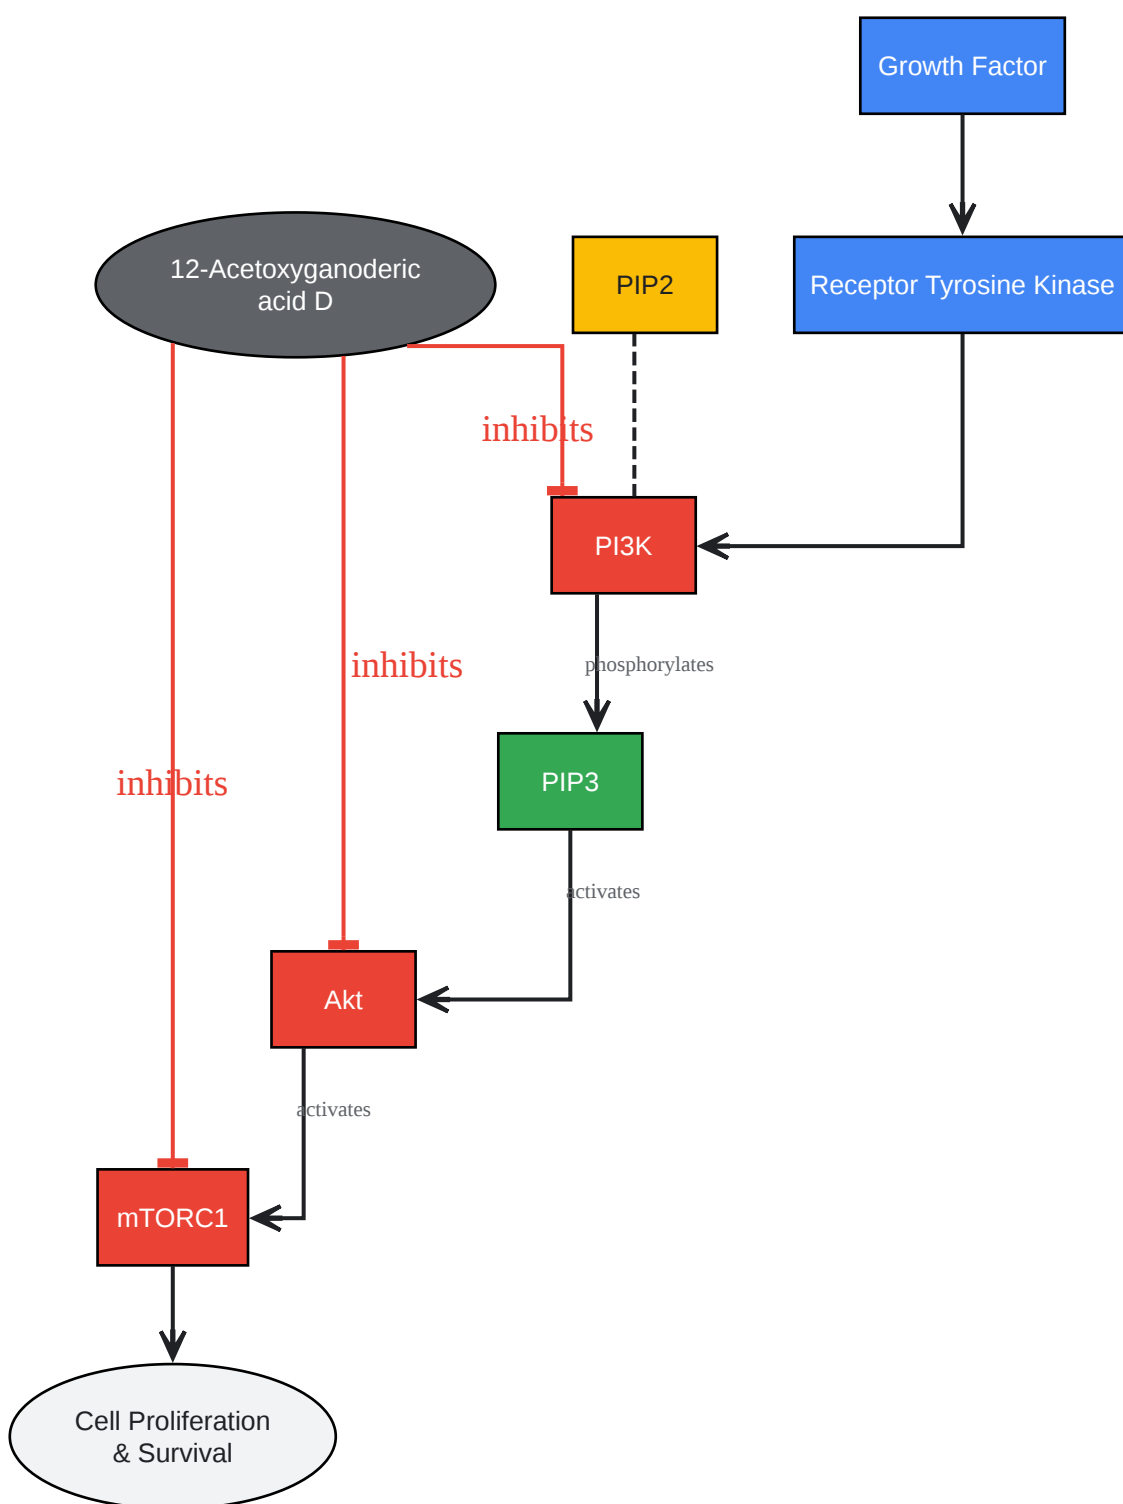 Growth Factor
12-Acetoxyganoderic
acid D
PIP2
Receptor Tyrosine Kinase
inhibits
PI3K
inhibits
phosphorylates
inhibits
PIP3
activates
Akt
activates
mTORC1
Cell Proliferation
& Survival